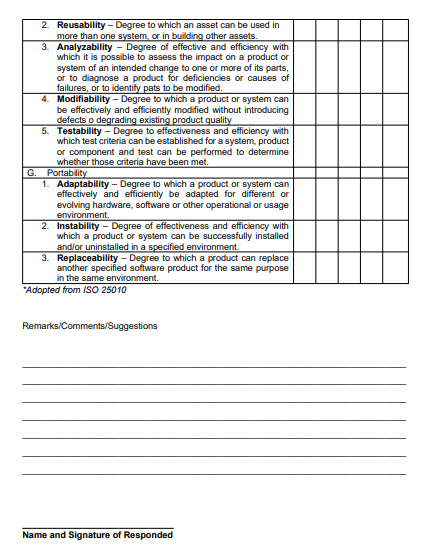 2. Reusability – Degree to which an asset can be used in
more than one system, or in building other assets.
3. Analyzability – Degree of effective and efficiency with
which it is possible to assess the impact on a product or
system of an intended change to one or more of its parts,
or to diagnose a product for deficiencies or causes of
failures, or to identify pats to be modified.
4. Modifiability – Degree to which a product or system can
be effectively and efficiently modified without introducing
defects o degrading existing product quality
5. Testability – Degree to effectiveness and efficiency with
which test criteria can be established for a system, product
or component and test can be performed to determine
whether those criteria have been met.
G. Portability
1. Adaptability – Degree to which a product or system can
effectively and efficiently be adapted for different or
evolving hardware, software or other operational or usage
environment.
2. Instability – Degree of effectiveness and efficiency with
which a product or system can be successfully installed
and/or uninstalled in a specified environment.
3. Replaceability – Degree to which a product can replace
another specified software product for the same purpose
in the same environment.
*Adopted from ISO 25010
Remarks/Comments/Suggestions
Name and Signature of Responded